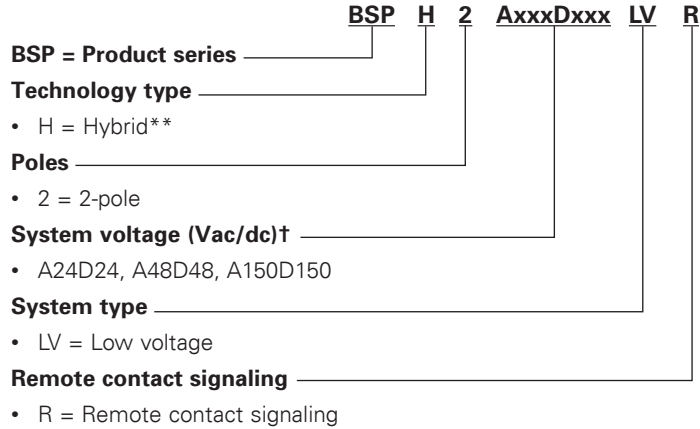 BSP H 2 AxxxDxxx LV R
BSP = Product series
Technology type
• H = Hybrid**
Poles
• 2 = 2-pole
System voltage (Vac/dc)†
• A24D24, A48D48, A150D150
System type
• LV = Low voltage
Remote contact signaling
• R = Remote contact signaling